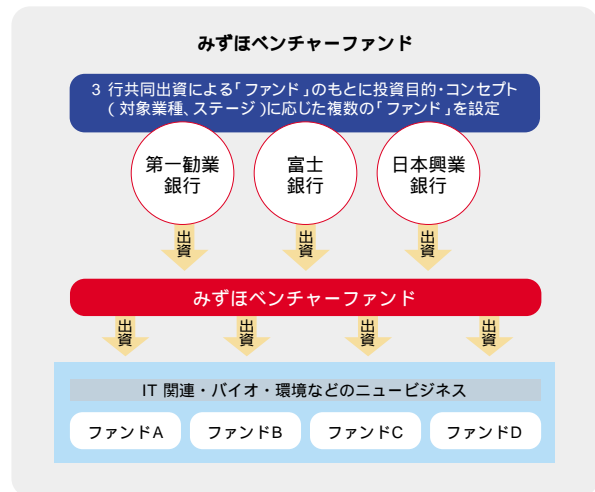 みずほベンチャーファンド
3 行共同出資による「ファンド」のもとに投資目的・コンセプト
(対象業種、ステージ)に応じた複数の「ファンド」を設定
第一勧業
銀行
富士
銀行
日本興業
銀行
出資
出資
出資
みずほベンチャーファンド
出資
出資
出資
出資
IT 関連・バイオ・環境などのニュービジネス
ファンドA
ファンドB
ファンドC
ファンドD